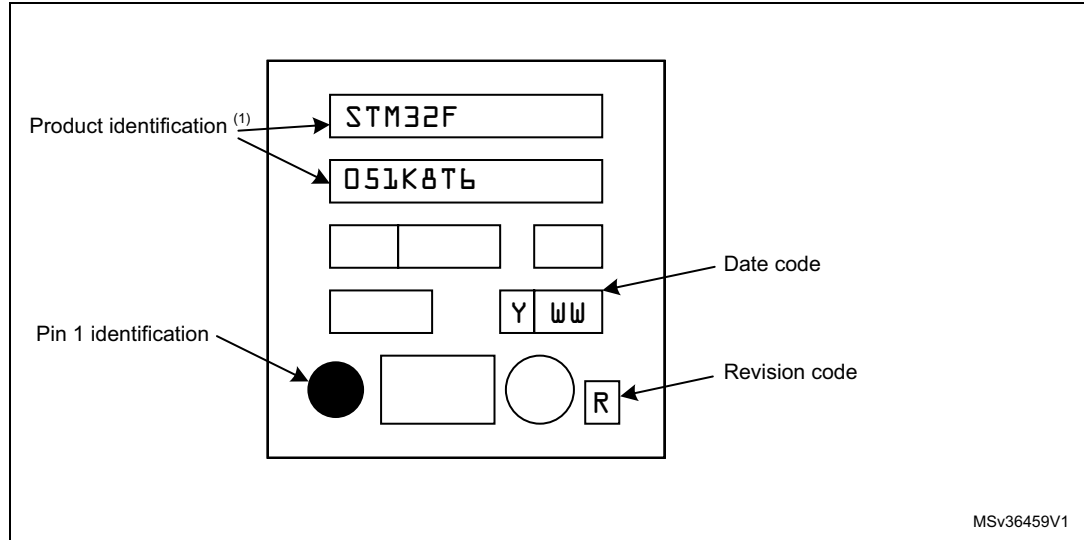 Product identification (1)
STM32F
051K8T6
Date code
Y WW
Pin 1 identification
Revision code
R
MSv36459V1